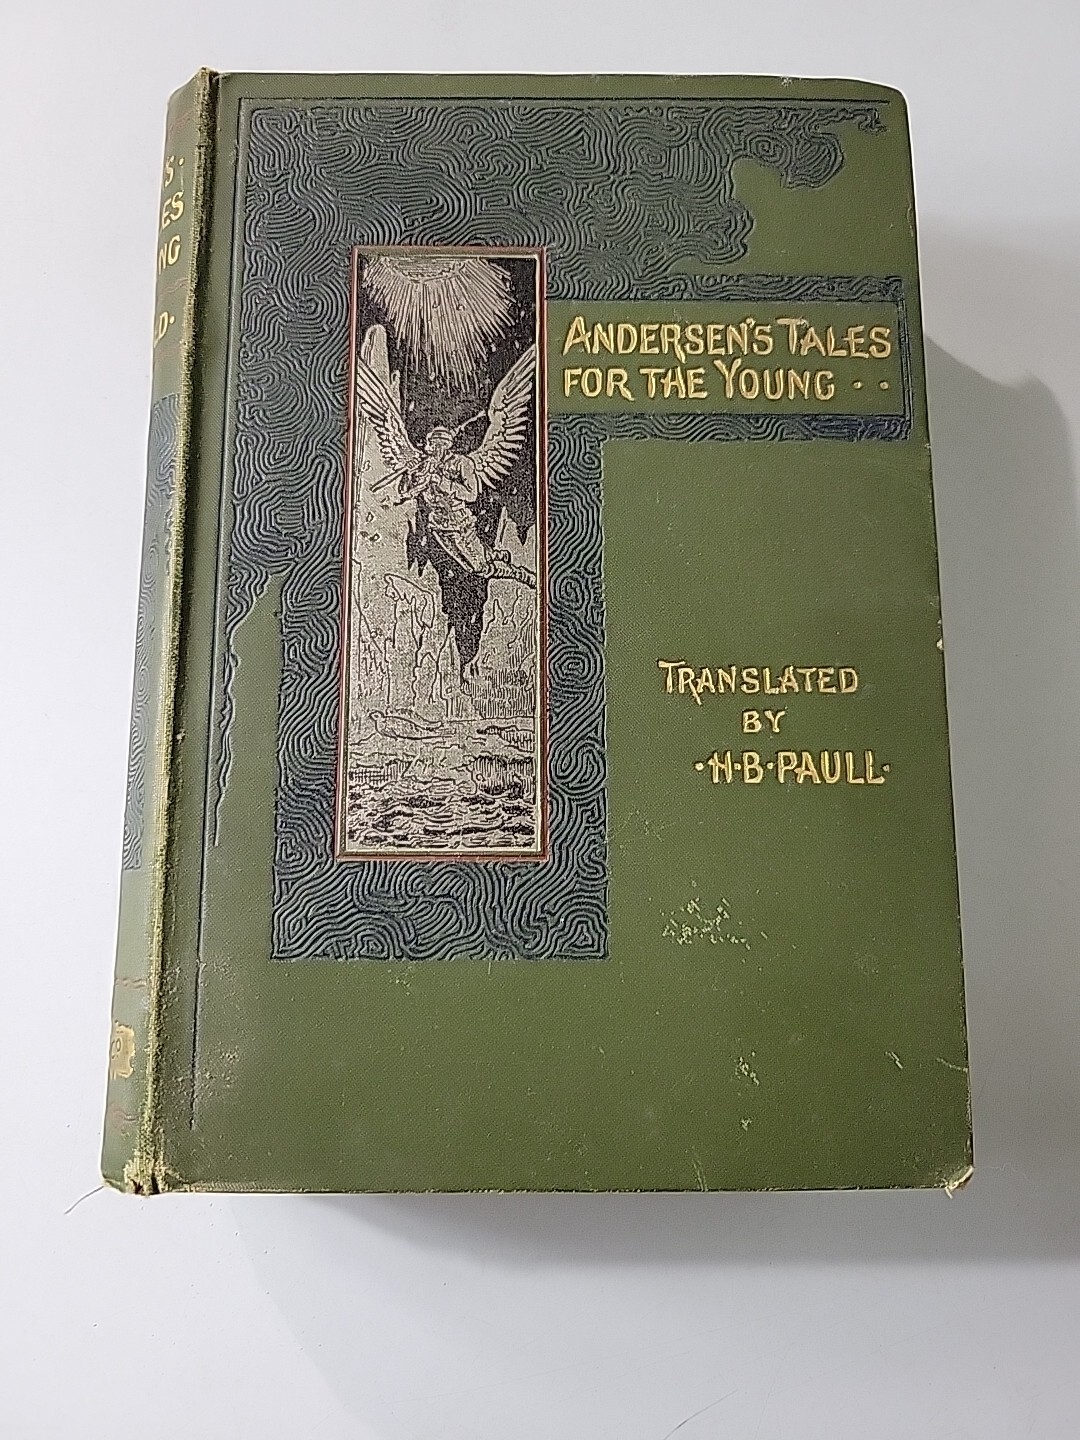 ANDERSEN'S TALES
FOR THE YOUNG . .
TRANSLATED
BY
·H·B·PAULL·